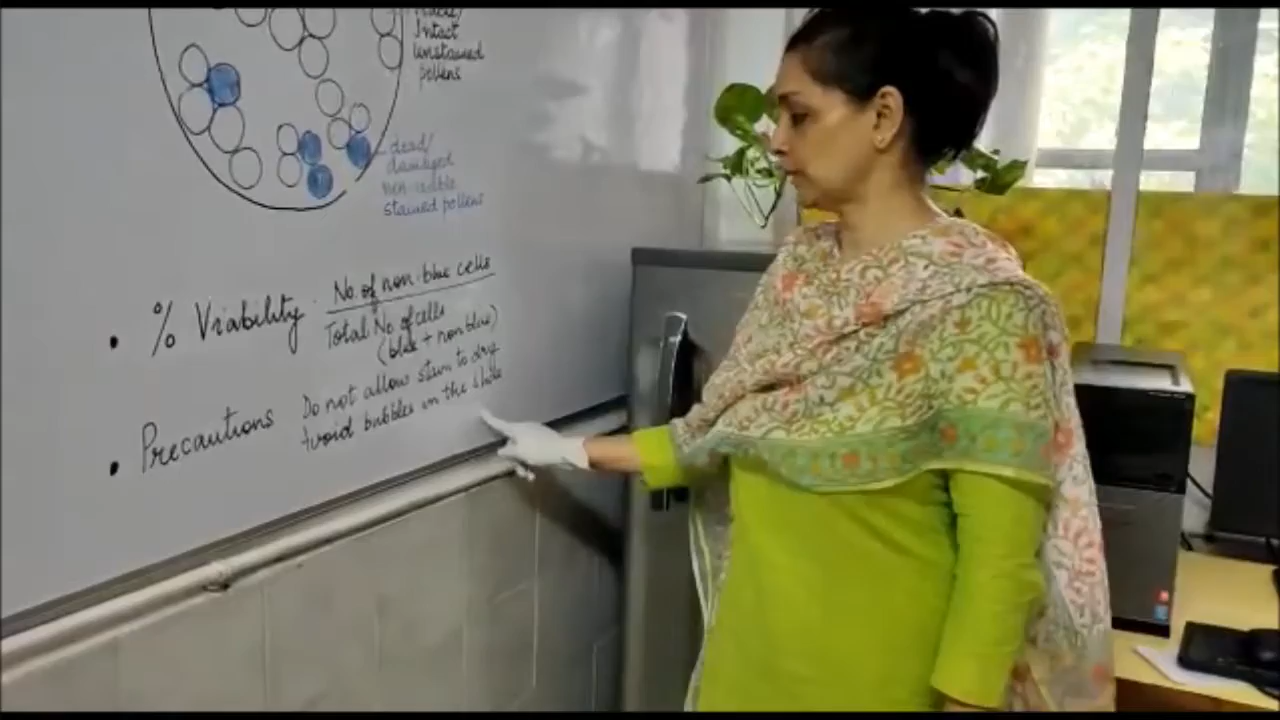 Intact
unstained
pollens
dead/
damaged
non-viable
stained pollens
• % Viability: No. of non-blue cells
Total No. of cells
(blue + non blue)
• Precautions Do not allow stain to dry
Avoid bubbles in the slide